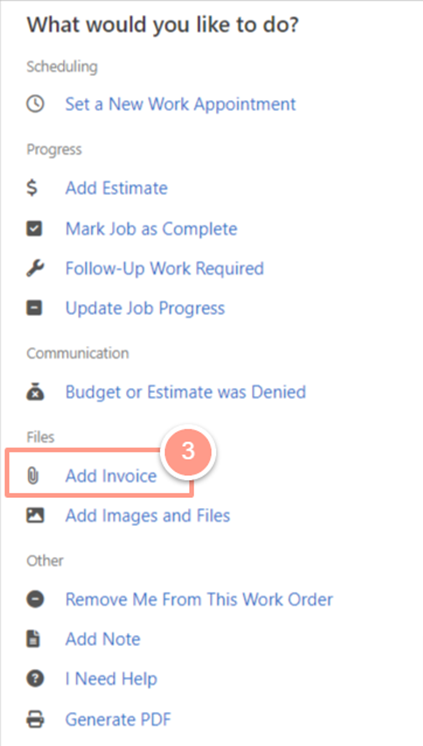 What would you like to do?
Scheduling
Set a New Work Appointment
Progress
$ Add Estimate
Mark Job as Complete
Follow-Up Work Required
Update Job Progress
Communication
Budget or Estimate was Denied
Files
3
Add Invoice
Add Images and Files
Other
Remove Me From This Work Order
Add Note
? I Need Help
Generate PDF